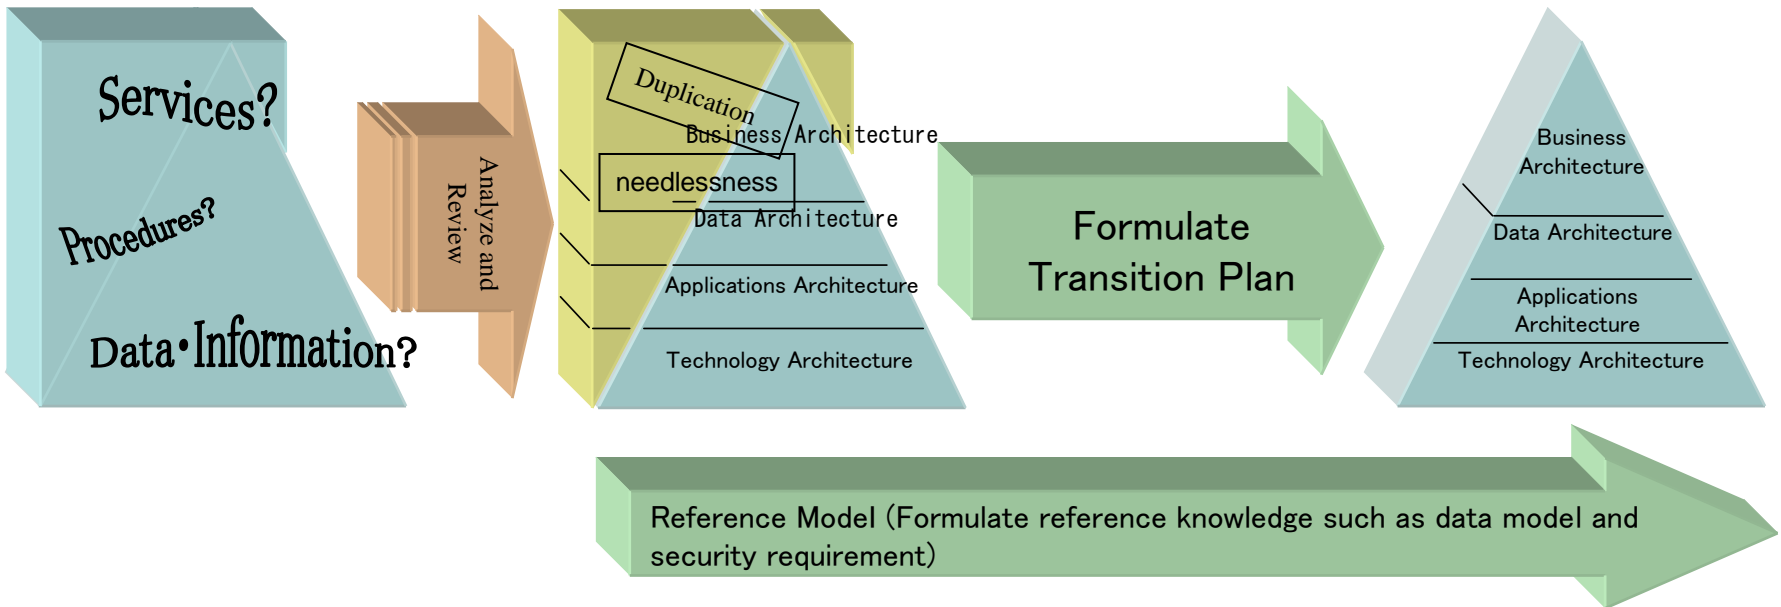 Services?
Procedures?
Data・Information?
Analyze and
Review
Duplication
Business Architecture
needlessness
Data Architecture
Applications Architecture
Technology Architecture
Formulate
Transition Plan
Business
Architecture
Data Architecture
Applications
Architecture
Technology Architecture
Reference Model (Formulate reference knowledge such as data model and
security requirement)